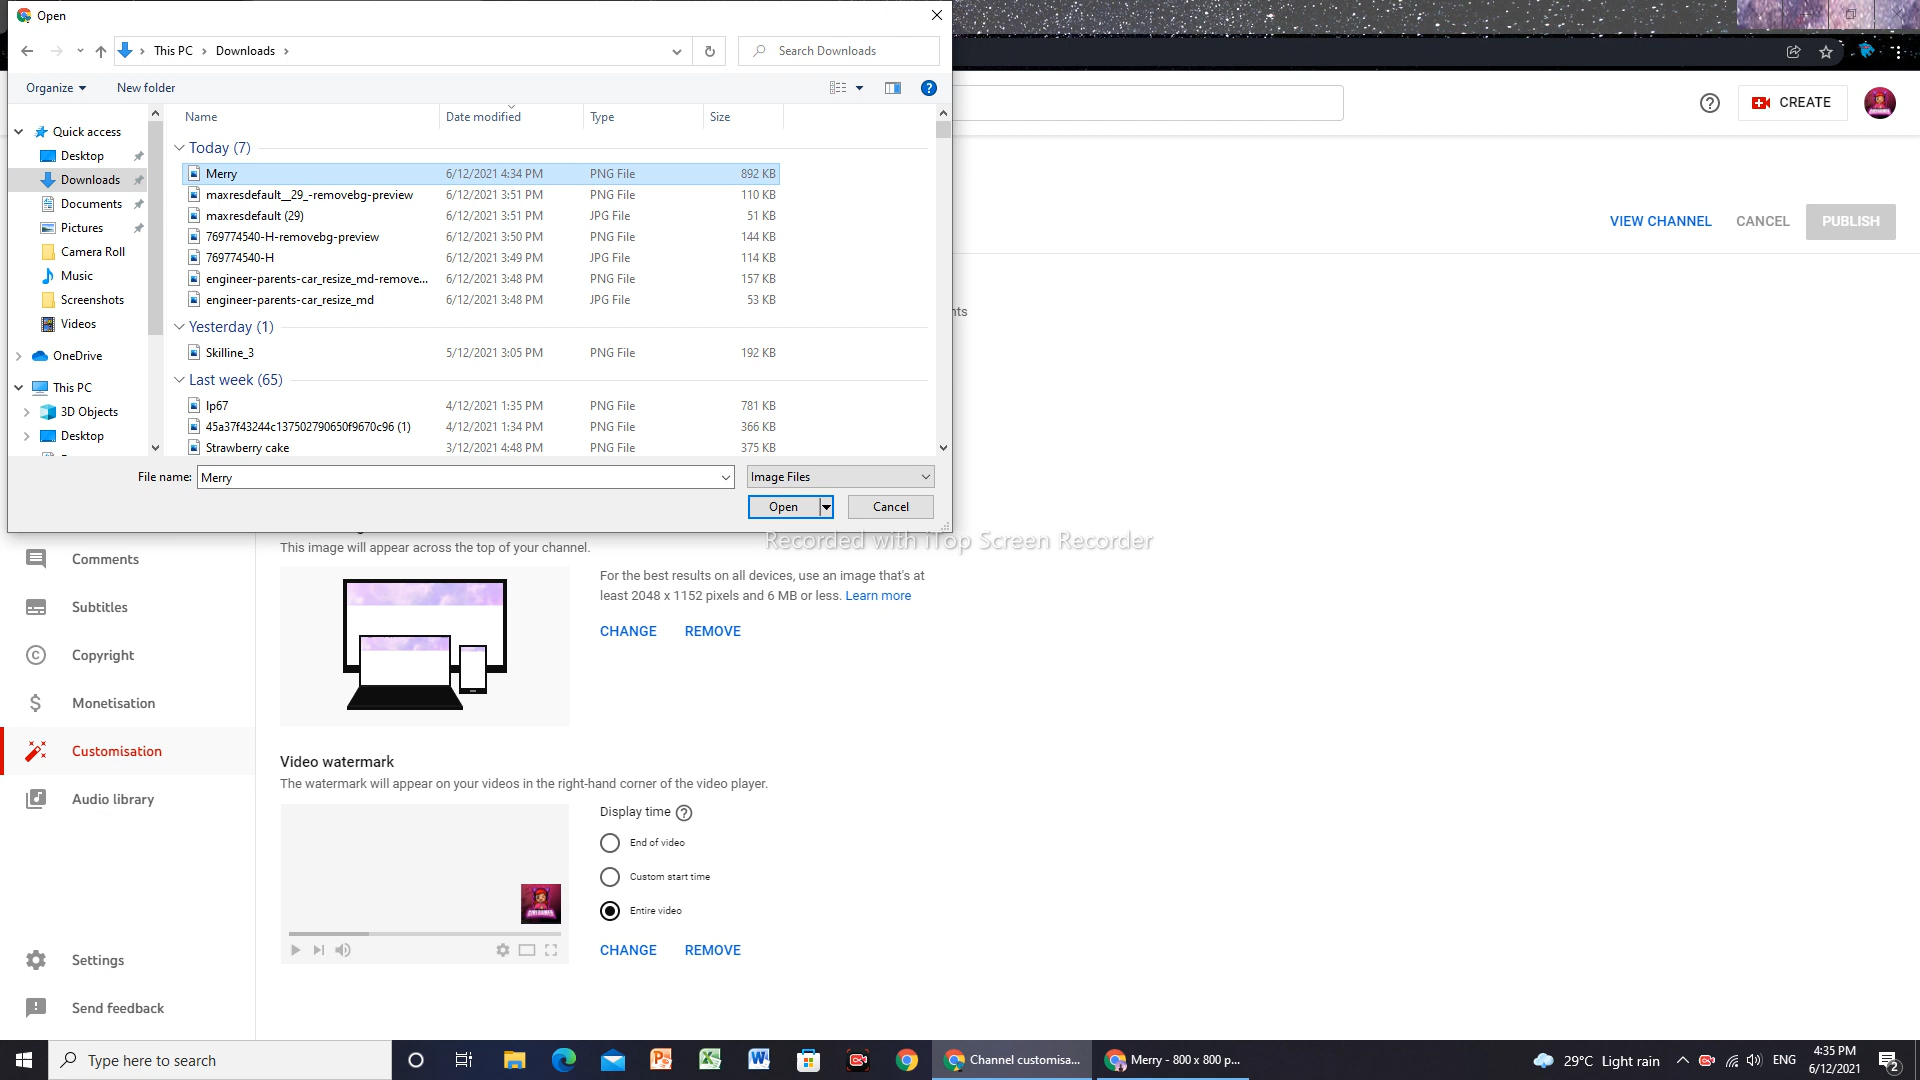 Open
This PC > Downloads >
Search Downloads
Organize
New folder
CREATE
Name Date modified Type Size
Quick access
Desktop
Downloads
Documents
Pictures
Camera Roll
Music
Screenshots
Videos
OneDrive
This PC
3D Objects
Desktop
Today (7)
Merry 6/12/2021 4:34 PM PNG File 892 KB
maxresdefault__29_-removebg-preview 6/12/2021 3:51 PM PNG File 110 KB
maxresdefault (29) 6/12/2021 3:51 PM JPG File 51 KB
769774540-H-removebg-preview 6/12/2021 3:50 PM PNG File 144 KB
769774540-H 6/12/2021 3:49 PM JPG File 114 KB
engineer-parents-car_resize_md-remove... 6/12/2021 3:48 PM PNG File 157 KB
engineer-parents-car_resize_md 6/12/2021 3:48 PM JPG File 53 KB
Yesterday (1)
Skilline_3 5/12/2021 3:05 PM PNG File 192 KB
Last week (65)
4/12/2021 1:35 PM PNG File 781 KB
45a37f43244c137502790650f9670c96 (1) 4/12/2021 1:34 PM PNG File 366 KB
Strawberry cake 3/12/2021 4:48 PM PNG File 375 KB
File name: Merry
Image Files
Open
Cancel
VIEW CHANNEL CANCEL PUBLISH
nts
Recorded with iTop Screen Recorder
Comments
Subtitles
Copyright
Monetisation
Customisation
Audio library
Settings
Send feedback
This image will appear across the top of your channel.
For the best results on all devices, use an image that's at
least 2048 x 1152 pixels and 6 MB or less. Learn more
CHANGE REMOVE
Video watermark
The watermark will appear on your videos in the right-hand corner of the video player.
Display time
End of video
Custom start time
Entire video
CHANGE REMOVE
Type here to search
Channel customisa...
Merry - 800 x 800 p...
29°C Light rain
ENG
4:35 PM
6/12/2021
2